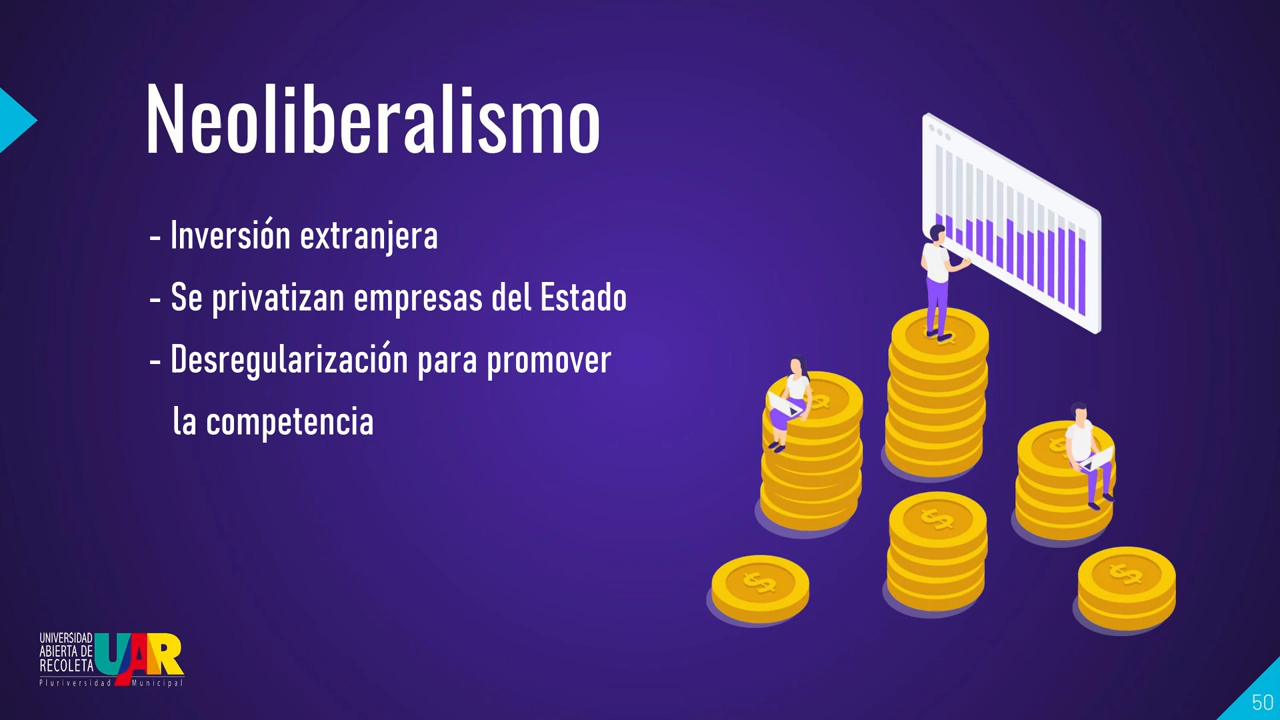 Neoliberalismo
- Inversión extranjera
- Se privatizan empresas del Estado
- Desregularización para promover
la competencia
UNIVERSIDAD
ABIERTA DE
RECOLETA
UAR
Pluriversidad Municipal
50